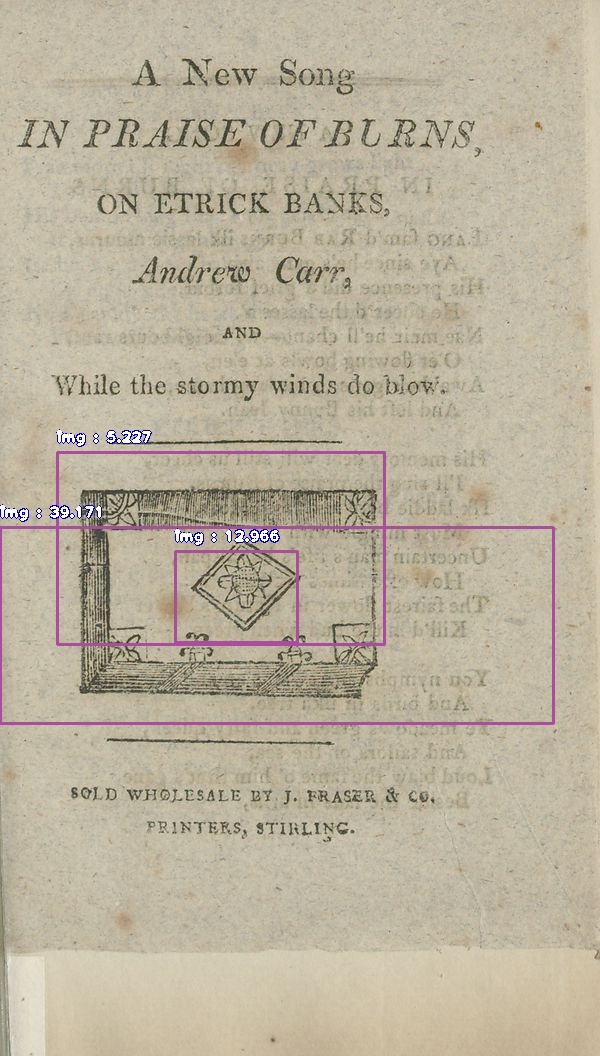 A New Song
IN PRAISE OF BURNS,
ON ETRICK BANKS,
Andrew Carr,
AND
While the stormy winds do blow.
img : 5.227
img : 39.171
img : 12.966
SOLD WHOLESALE BY J. FRASER & CO.
PRINTERS, STIRLING.